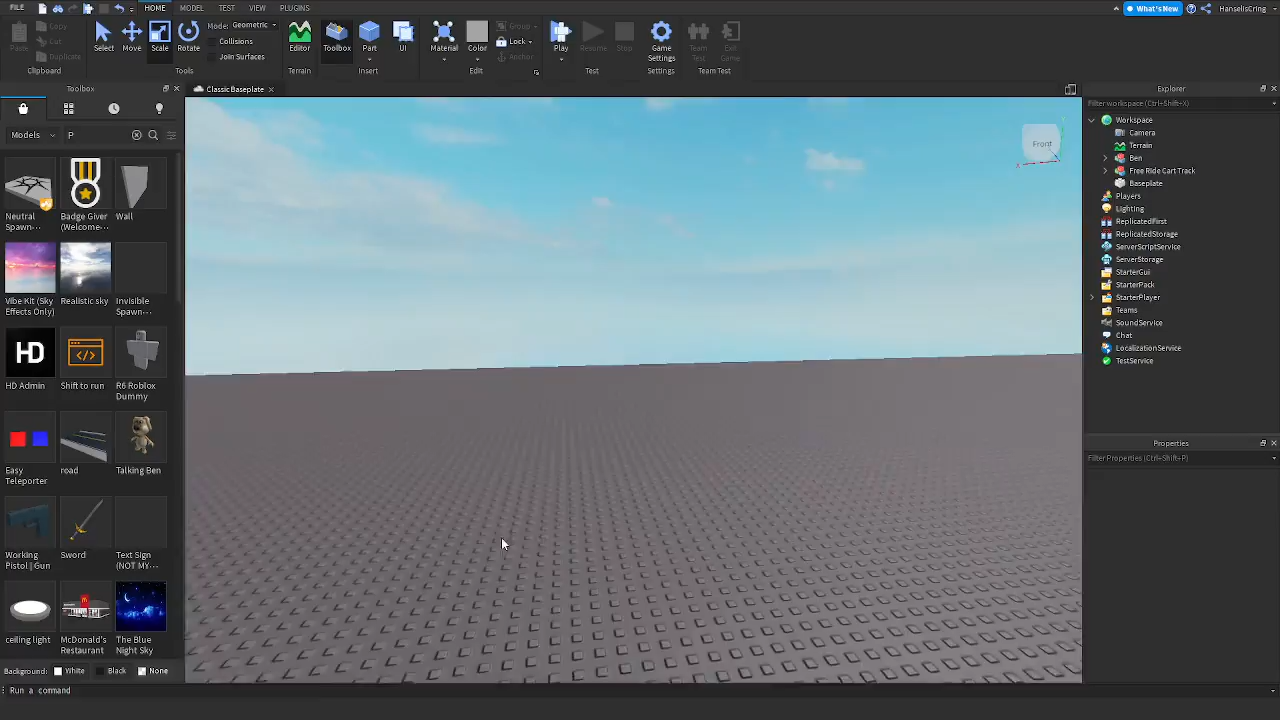 FILE HOME MODEL TEST VIEW PLUGINS What's New HanselisCring
Paste Copy Cut Duplicate Clipboard
Select Move Scale Rotate Mode: Geometric Collisions Join Surfaces Tools
Editor Terrain
Toolbox Part UI Insert
Material Color Group Lock Anchor Edit
Play Resume Stop Test
Game Settings Settings
Team Test Exit Game Team Test
Toolbox
ClassicBaseplate
Models P
Neutral Spawn··· Badge Giver (Welcome··· Wall
Vibe Kit (Sky Effects Only) Realistic sky Invisible Spawn···
HD
HD Admin Shift to run R6 Roblox Dummy
Easy Teleporter road Talking Ben
Working Pistol | Gun Sword Text Sign (NOT MY···
ceiling light McDonald's Restaurant The Blue Night Sky
Background: White Black None
Run a command
Front
X
Explorer
Filter workspace (Ctrl+Shift+X)
Workspace
Camera
Terrain
Ben
Free Ride Cart Track
Baseplate
Players
Lighting
ReplicatedFirst
ReplicatedStorage
ServerScriptService
ServerStorage
StarterGui
StarterPack
StarterPlayer
Teams
SoundService
Chat
LocalizationService
TestService
Properties
Filter Properties (Ctrl+Shift+P)